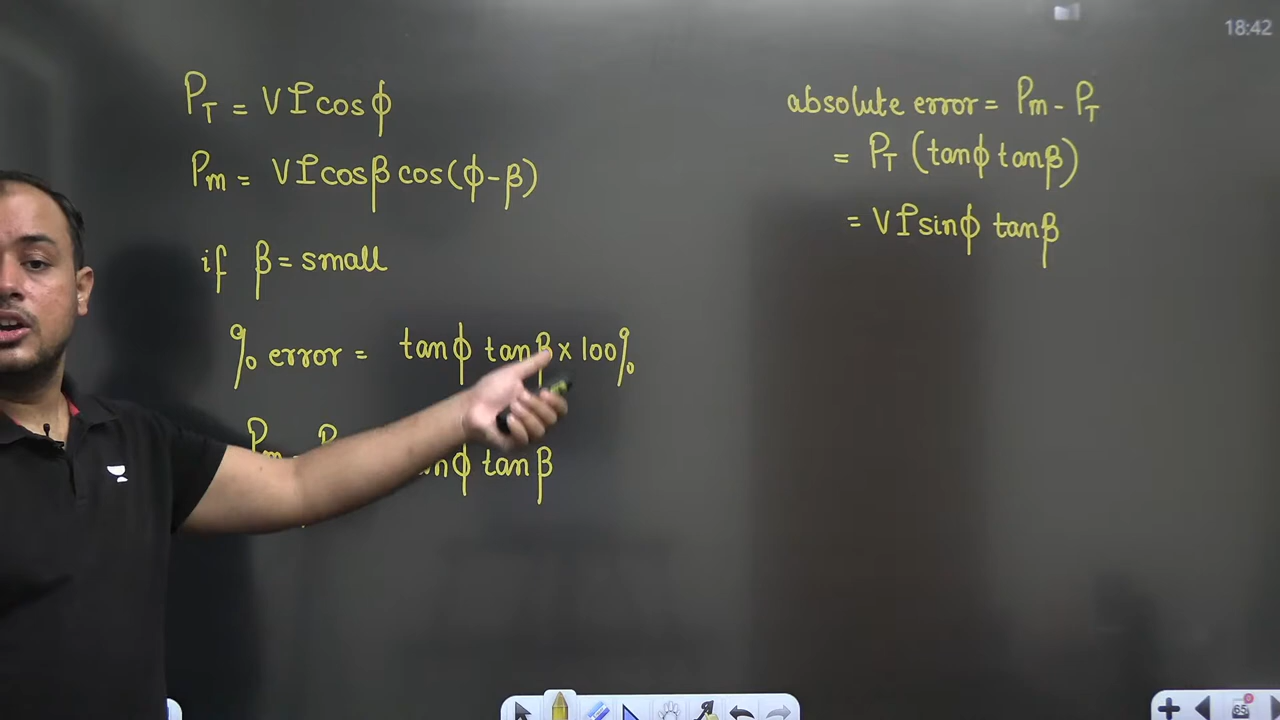 18:42
P_T = VI cos ϕ
P_m = VI cos β cos(ϕ - β)
if β = small
% error = tan ϕ tan β × 100%
P_m
tan β
absolute error = P_m - P_T
= P_T (tan ϕ tan β)
= VI sin ϕ tan β
65